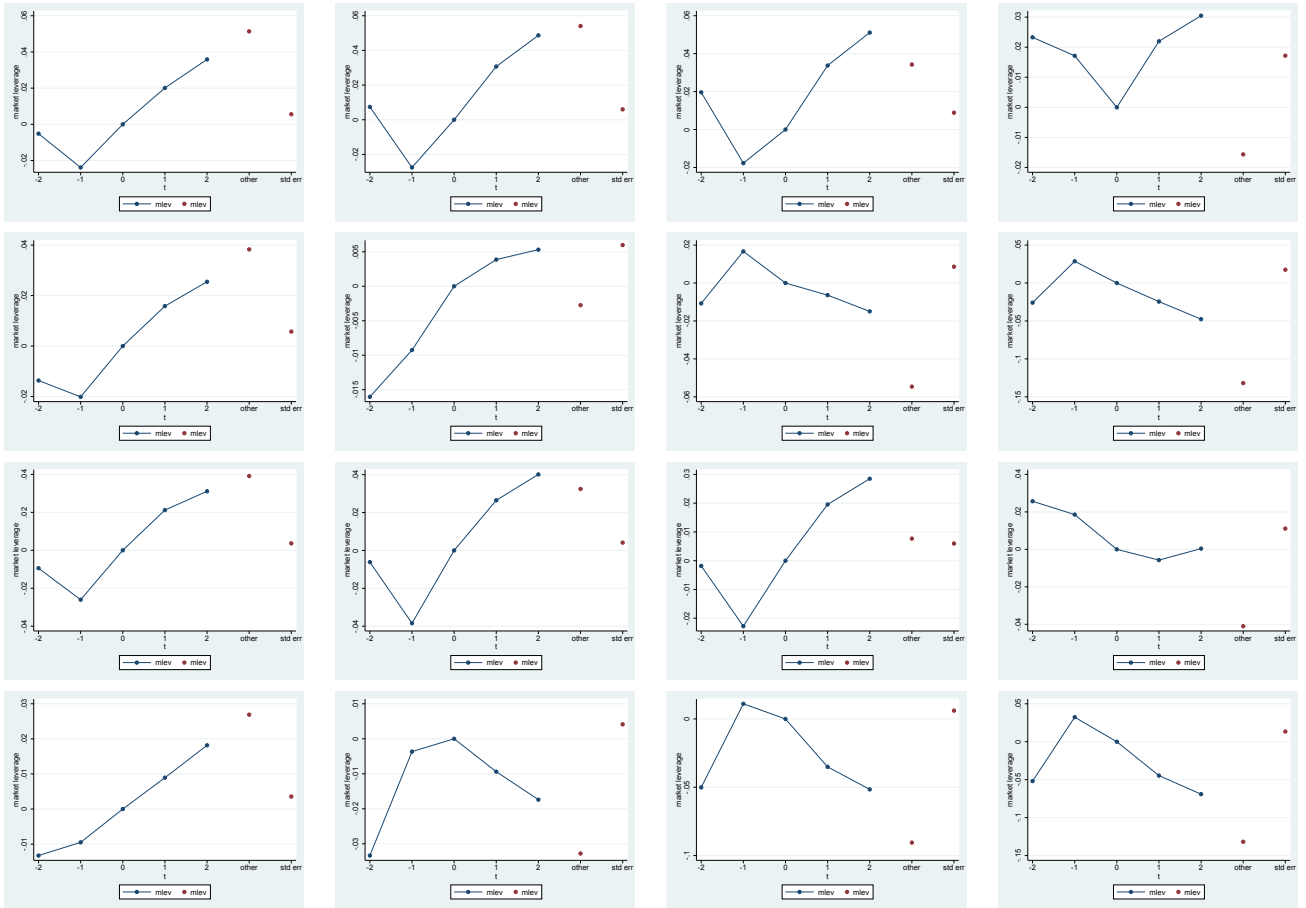 market leverage
.06
.04
.02
0
-.02
-2 -1 0 1 2 other std err
t
mlev mlev
market leverage
.06
.04
.02
0
-.02
-2 -1 0 1 2 other std err
t
mlev mlev
market leverage
.06
.04
.02
0
-.02
-2 -1 0 1 2 other std err
t
mlev mlev
market leverage
.03
.02
.01
0
-.01
-.02
-2 -1 0 1 2 other std err
t
mlev mlev
market leverage
.04
.02
0
-.02
-2 -1 0 1 2 other std err
t
mlev mlev
market leverage
.005
0
-.005
-.01
-.015
-2 -1 0 1 2 other std err
t
mlev mlev
market leverage
.02
0
-.02
-.04
-.06
-2 -1 0 1 2 other std err
t
mlev mlev
market leverage
.05
0
-.05
-.1
-.15
-2 -1 0 1 2 other std err
t
mlev mlev
market leverage
.04
.02
0
-.02
-.04
-2 -1 0 1 2 other std err
t
mlev mlev
market leverage
.04
.02
0
-.02
-.04
-2 -1 0 1 2 other std err
t
mlev mlev
market leverage
.03
.02
.01
0
-.01
-.02
-2 -1 0 1 2 other std err
t
mlev mlev
market leverage
.04
.02
0
-.02
-.04
-2 -1 0 1 2 other std err
t
mlev mlev
market leverage
.03
.02
.01
0
-.01
-2 -1 0 1 2 other std err
t
mlev mlev
market leverage
.01
0
-.01
-.02
-.03
-2 -1 0 1 2 other std err
t
mlev mlev
market leverage
0
-.05
-.1
-2 -1 0 1 2 other std err
t
mlev mlev
market leverage
.05
0
-.05
-.1
-.15
-2 -1 0 1 2 other std err
t
mlev mlev